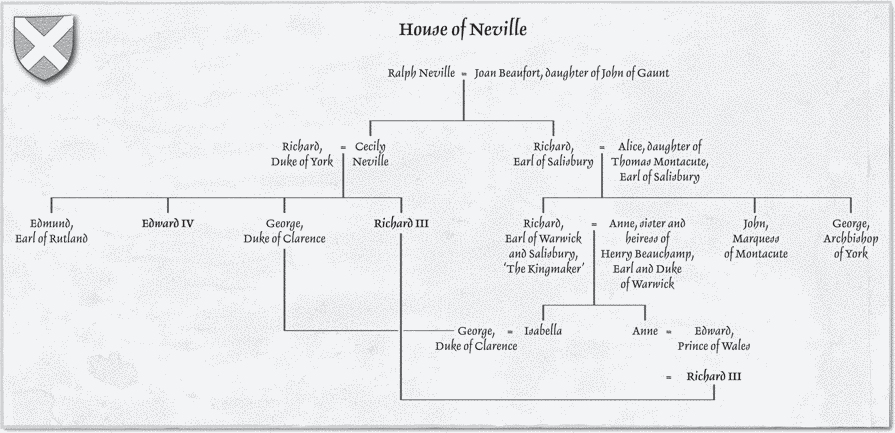 House of Neville
Ralph Neville = Joan Beaufort, daughter of John of Gaunt
Richard,
Duke of York
=
Cecily
Neville
Richard,
Earl of Salisbury
=
Alice, daughter of
Thomas Montacute,
Earl of Salisbury
Edmund,
Earl of Rutland
Edward IV
George,
Duke of Clarence
Richard III
Richard,
Earl of Warwick
and Salisbury,
‘The Kingmaker’
=
Anne, sister and
heiress of
Henry Beauchamp,
Earl and Duke
of Warwick
John,
Marquess
of Montacute
George,
Archbishop
of York
George,
Duke of Clarence
=
Isabella
Anne
=
Edward,
Prince of Wales
= Richard III